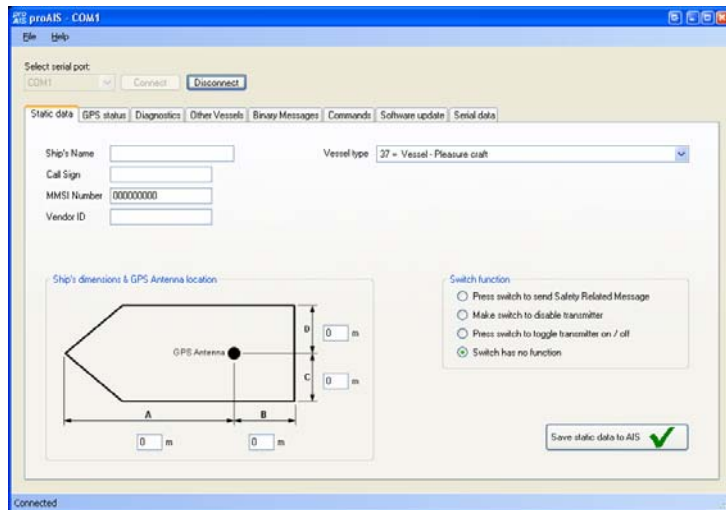 proAIS - COM1
File Help
Select serial port:
COM1 Connect Disconnect
Static data GPS status Diagnostics Other Vessels Binary Messages Commands Software update Serial data
Ship's Name Vessel type 37 = Vessel - Pleasure craft
Call Sign
MMSI Number 000000000
Vendor ID
Ship's dimensions & GPS Antenna location Switch function
Press switch to send Safety Related Message
Make switch to disable transmitter
D 0 m Press switch to toggle transmitter on / off
GPS Antenna Switch has no function
C 0 m
A B
0 m 0 m Save static data to AIS
Connected